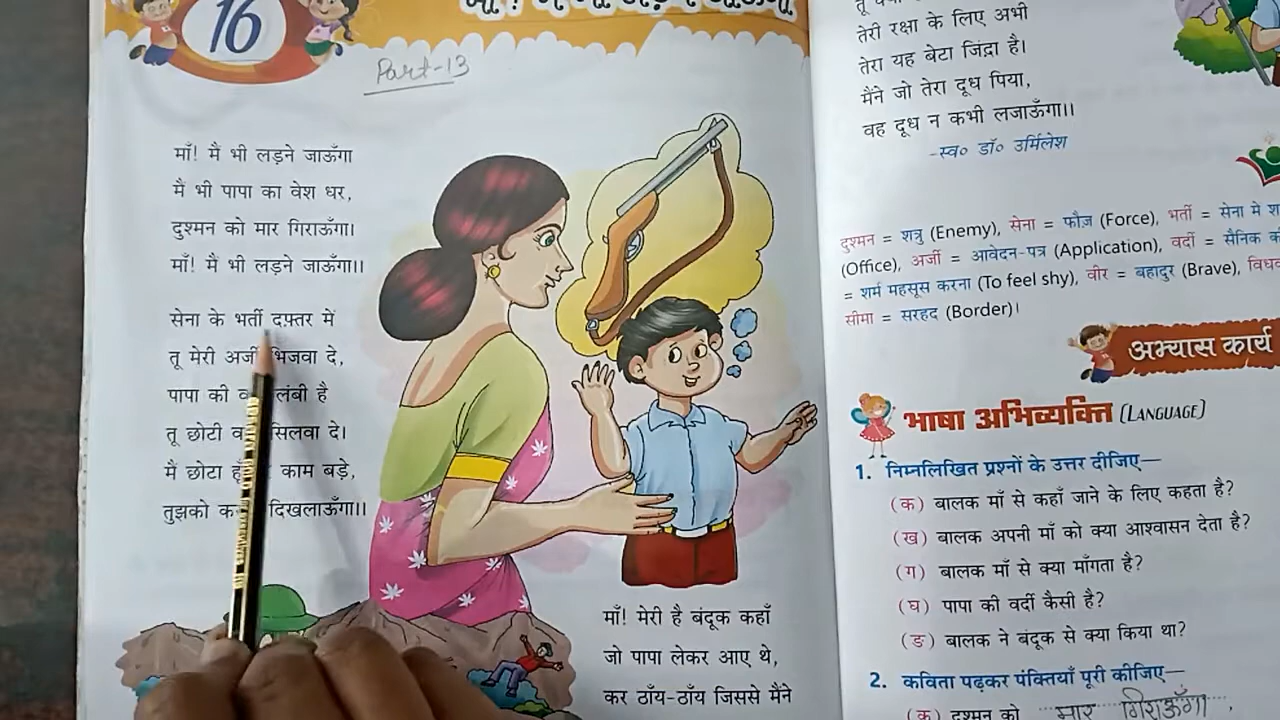 16
Part-13
माँ! मै भी लड़ने जाऊँगा
मै भी पापा का वेश धर,
दुश्मन को मार गिराऊँगा।
माँ! मै भी लड़ने जाऊँगा।।
सेना के भर्ती दफ़्तर में
तू मेरी अर्जी भिजवा दे,
पापा की लंबी है
तू छोटी सिलवा दे।
मै छोटा काम बड़े,
तुझको दिखलाऊँगा।।
माँ! मेरी है बंदूक कहाँ
जो पापा लेकर आए थे,
कर ठाँय-ठाँय जिससे मैंने
तेरी रक्षा के लिए अभी
तेरा यह बेटा जिंद़ा है।
मैंने जो तेरा दूध पिया,
वह दूध न कभी लजाऊँगा।।
-स्व० डॉ० उर्मिलेश
दुश्मन = शत्रु (Enemy), सेना = फौज़ (Force), भर्ती = सेना मे
(Office), अर्जी = आवेदन-पत्र (Application), वर्दी = सैनिक
= शर्म महसूस करना (To feel shy), वीर = बहादुर (Brave),
सीमा = सरहद (Border)।
अभ्यास कार्य
भाषा अभिव्यक्ति (LANGUAGE)
1. निम्नलिखित प्रश्नों के उत्तर दीजिए—
(क) बालक माँ से कहाँ जाने के लिए कहता है?
(ख) बालक अपनी माँ को क्या आश्वासन देता है?
(ग) बालक माँ से क्या माँगता है?
(घ) पापा की वर्दी कैसी है?
(ङ) बालक ने बंदूक से क्या किया था?
2. कविता पढ़कर पंक्तियाँ पूरी कीजिए—
(क) दुश्मन को मार गिराऊँगा